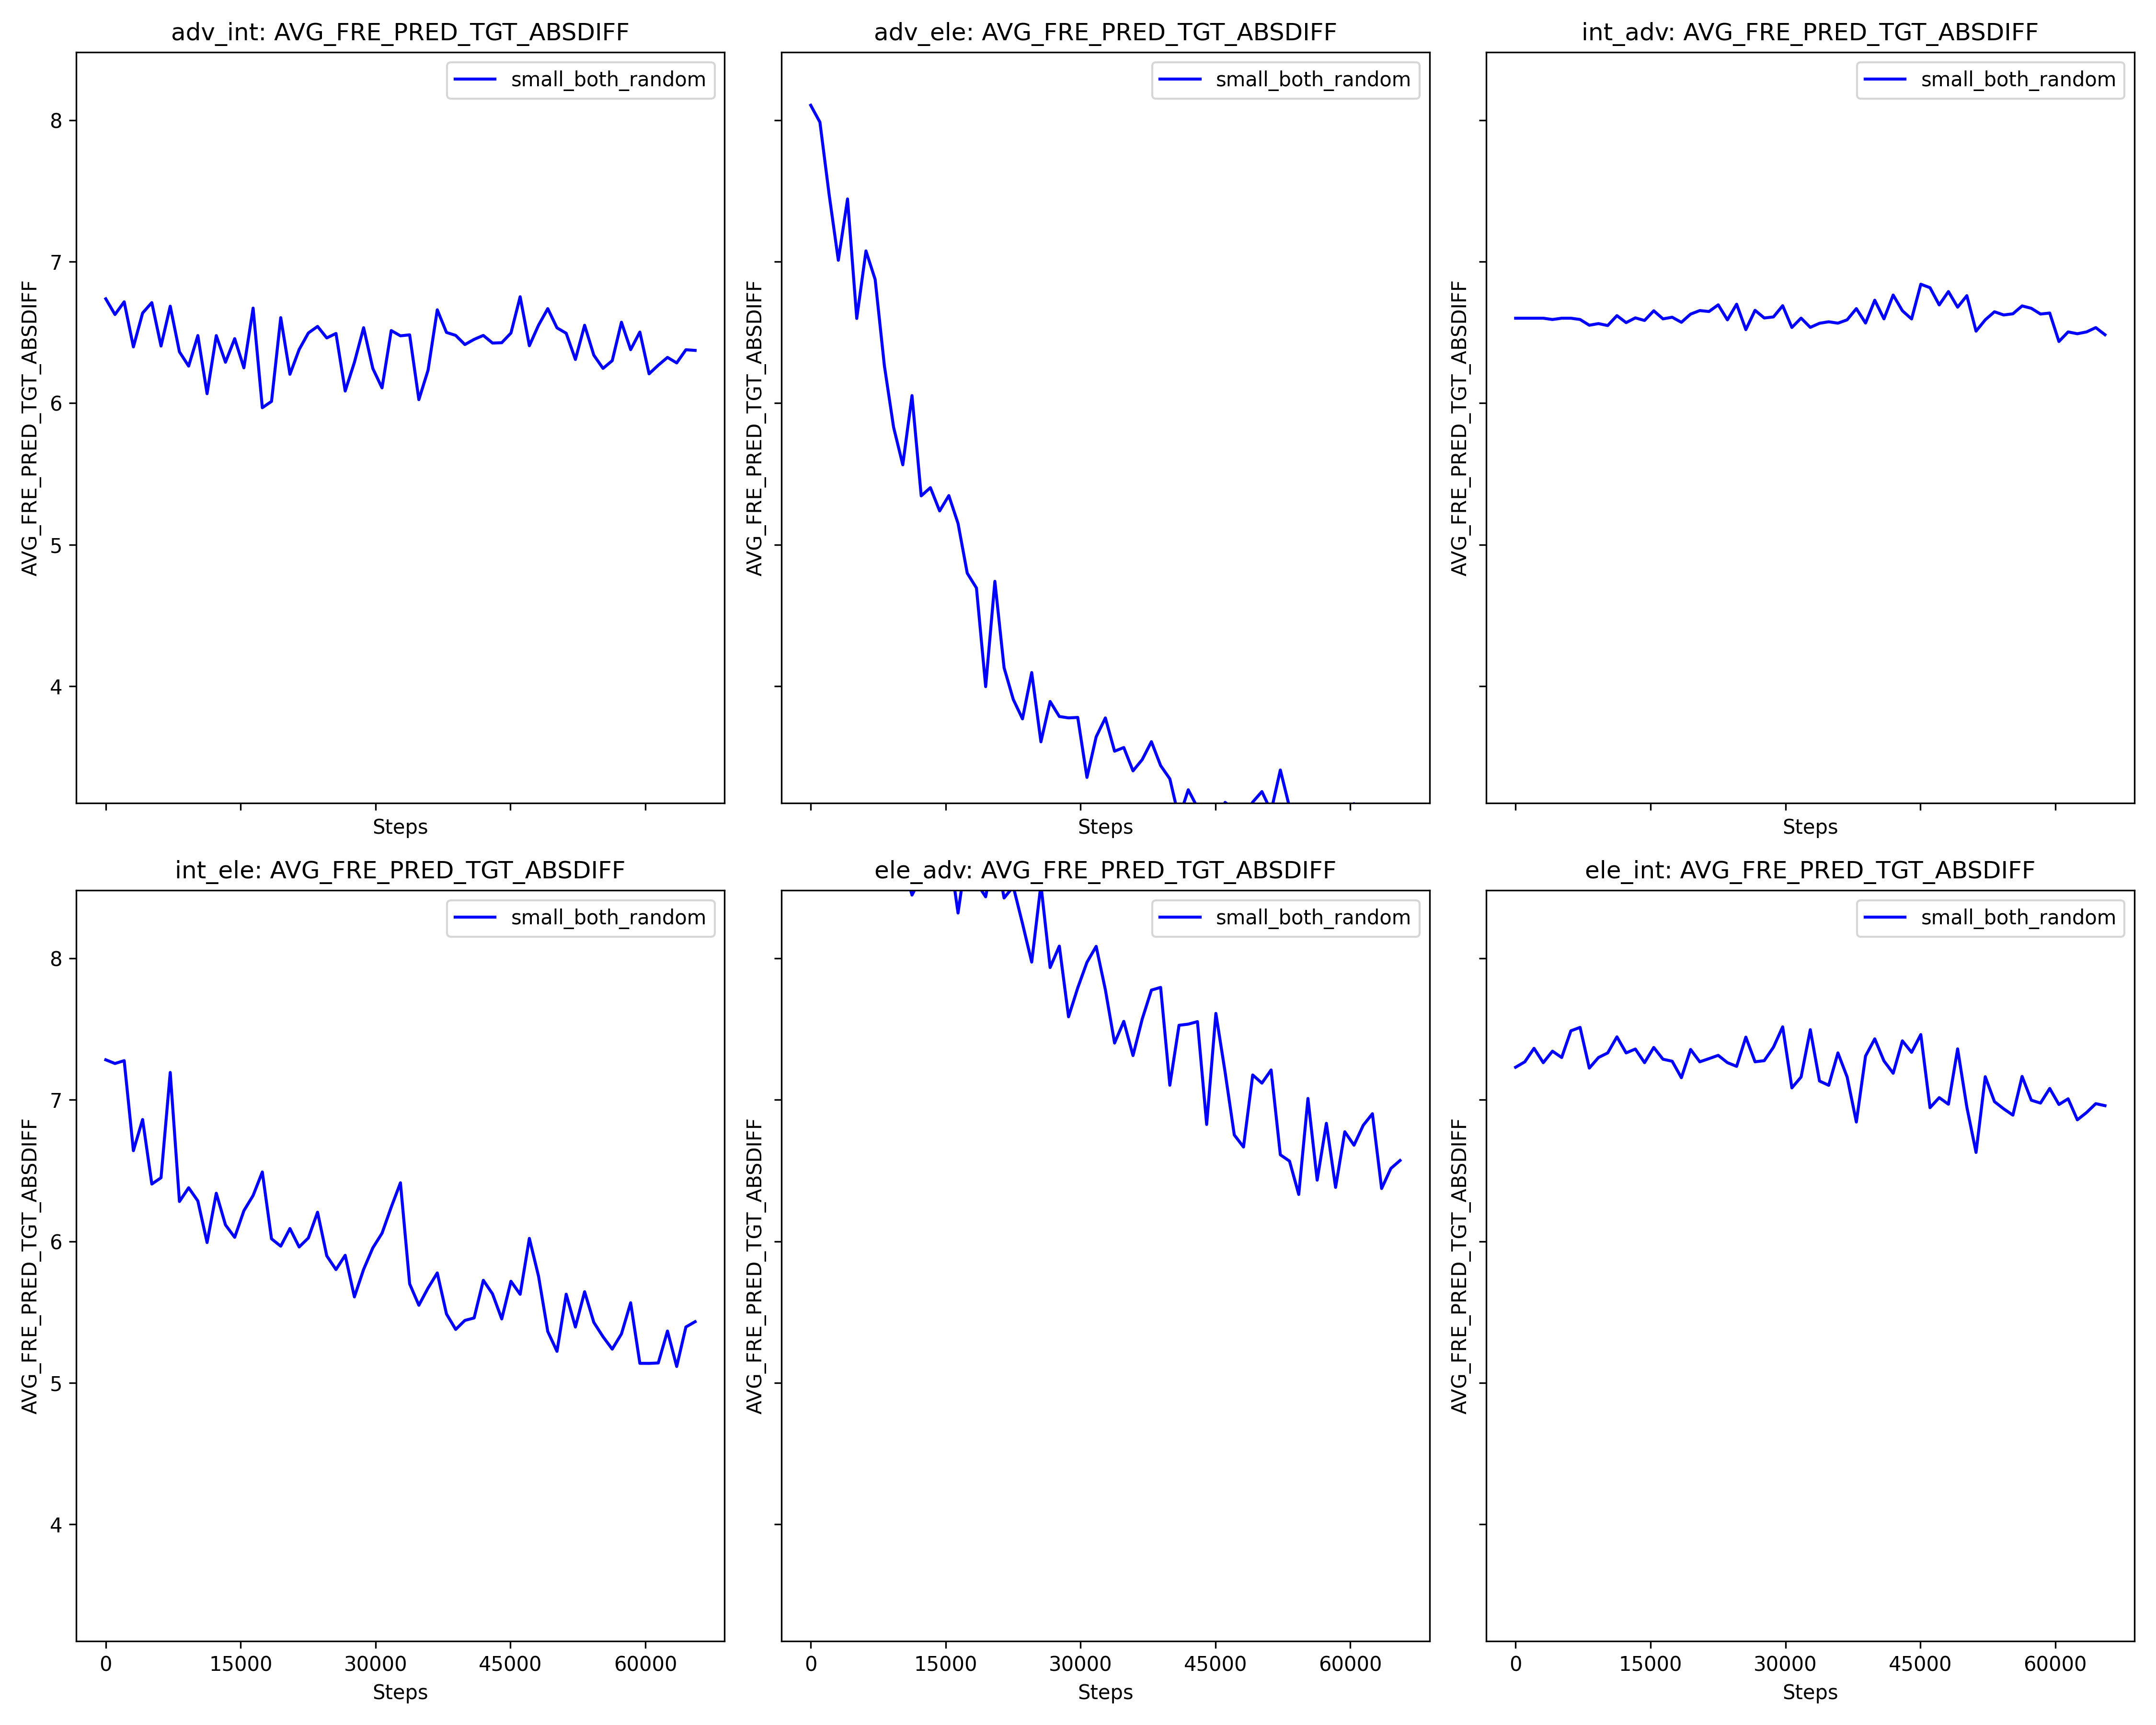 adv_int: AVG_FRE_PRED_TGT_ABSDIFF
adv_ele: AVG_FRE_PRED_TGT_ABSDIFF
int_adv: AVG_FRE_PRED_TGT_ABSDIFF
small_both_random
small_both_random
small_both_random
8
7
6
5
4
AVG_FRE_PRED_TGT_ABSDIFF
AVG_FRE_PRED_TGT_ABSDIFF
AVG_FRE_PRED_TGT_ABSDIFF
Steps
Steps
Steps
int_ele: AVG_FRE_PRED_TGT_ABSDIFF
ele_adv: AVG_FRE_PRED_TGT_ABSDIFF
ele_int: AVG_FRE_PRED_TGT_ABSDIFF
small_both_random
small_both_random
small_both_random
8
7
6
5
4
AVG_FRE_PRED_TGT_ABSDIFF
AVG_FRE_PRED_TGT_ABSDIFF
AVG_FRE_PRED_TGT_ABSDIFF
0 15000 30000 45000 60000
0 15000 30000 45000 60000
0 15000 30000 45000 60000
Steps
Steps
Steps